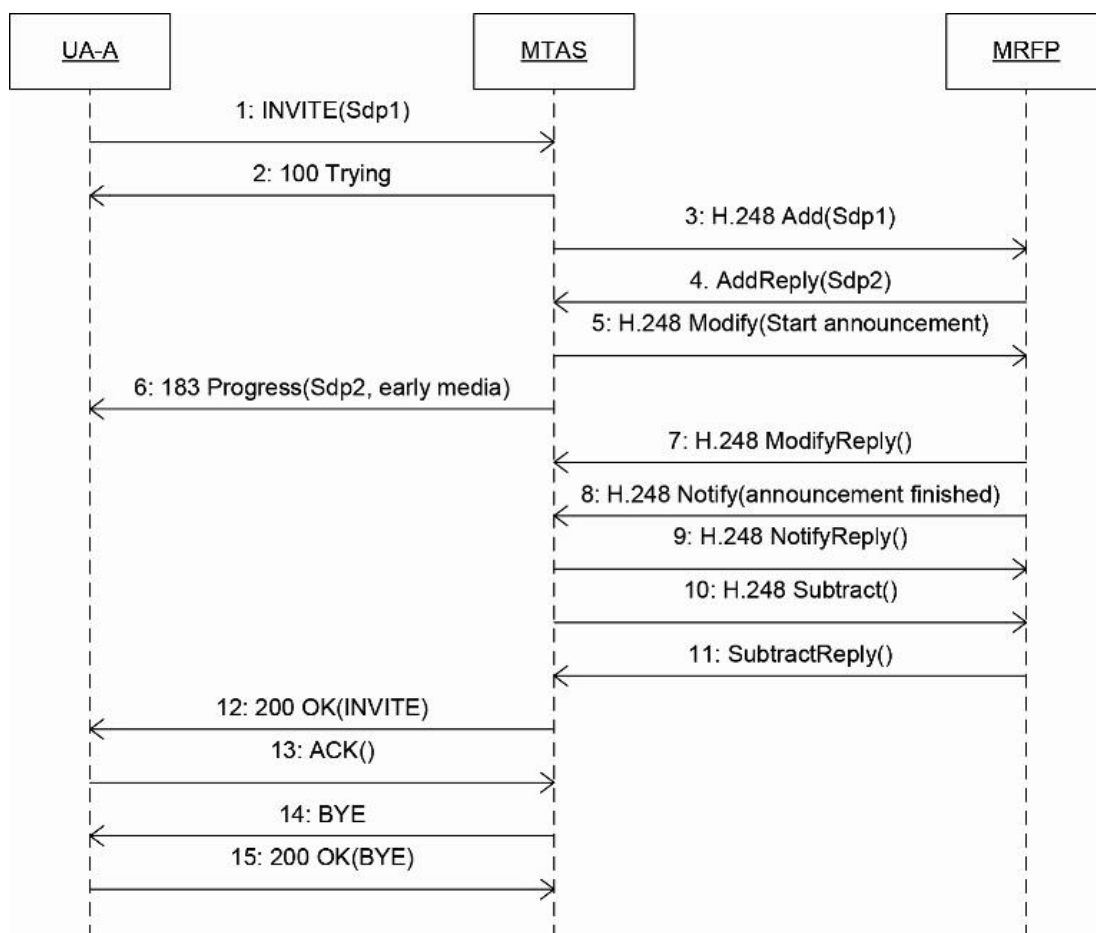 UA-A
MTAS
MRFP
1: INVITE(Sdp1)
2: 100 Trying
3: H.248 Add(Sdp1)
4. AddReply(Sdp2)
5: H.248 Modify(Start announcement)
6: 183 Progress(Sdp2, early media)
7: H.248 ModifyReply()
8: H.248 Notify(announcement finished)
9: H.248 NotifyReply()
10: H.248 Subtract()
11: SubtractReply()
12: 200 OK(INVITE)
13: ACK()
14: BYE
15: 200 OK(BYE)